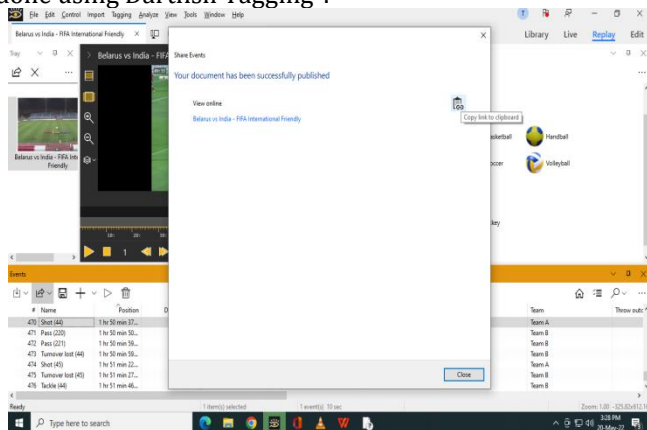 done using Dartfish Tagging .
File Edit Control Import Tagging Analyze View Tools Window Help
Belarus vs India - FIFA International Friendly
Library Live Replay Edit
Tray
Belarus vs India - FIFA
Share Events
Your document has been successfully published
View online
Belarus vs India - FIFA International Friendly
Copy link to clipboard
Handball
Volleyball
Belarus vs India - FIFA Inte
Friendly
1
Events
# Name Position Team
470 Shot (44) 1 hr 50 min 37... Team A
471 Pass (220) 1 hr 50 min 50... Team B
472 Pass (221) 1 hr 50 min 59... Team B
473 Turnover lost (44) 1 hr 50 min 59... Team B
474 Shot (45) 1 hr 51 min 22... Team A
475 Turnover lost (45) 1 hr 51 min 27... Team B
476 Tackle (44) 1 hr 51 min 46... Team B
Close
Ready 1 item(s) selected 1 event(s) 10 sec
Type here to search
3:28 PM
20-May-22